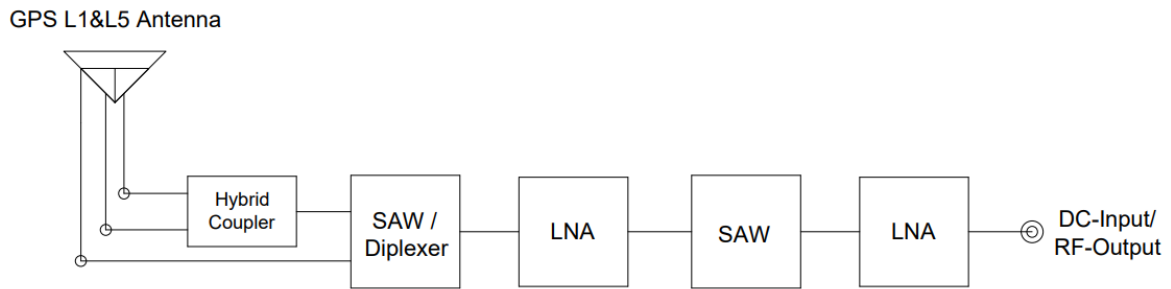 GPS L1&L5 Antenna
Hybrid
Coupler
SAW /
Diplexer
LNA
SAW
LNA
DC-Input/
RF-Output